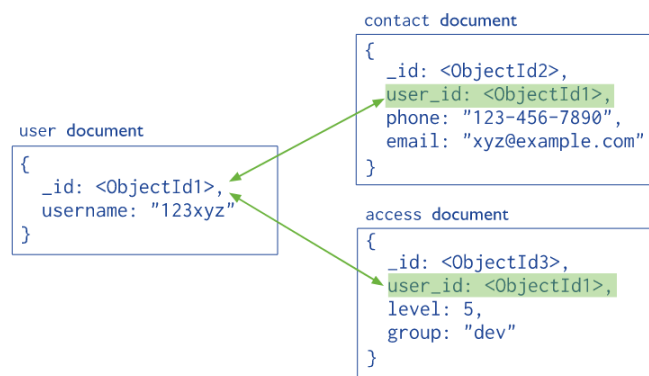 contact document
{
_id: <ObjectId2>,
user_id: <ObjectId1>,
phone: "123-456-7890",
email: "xyz@example.com"
}
user document
{
_id: <ObjectId1>,
username: "123xyz"
}
access document
{
_id: <ObjectId3>,
user_id: <ObjectId1>,
level: 5,
group: "dev"
}